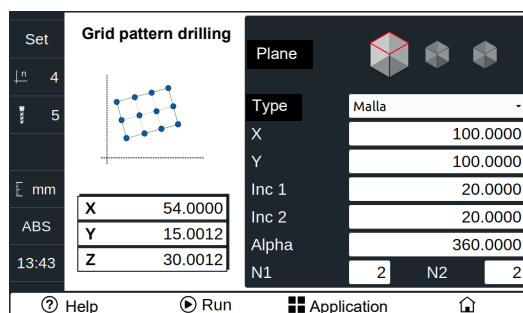 Set
n 4
5
mm
ABS
13:43
Grid pattern drilling
X 54.0000
Y 15.0012
Z 30.0012
Plane
Type Malla
X 100.0000
Y 100.0000
Inc 1 20.0000
Inc 2 20.0000
Alpha 360.0000
N1 2 N2 2
? Help Run Application